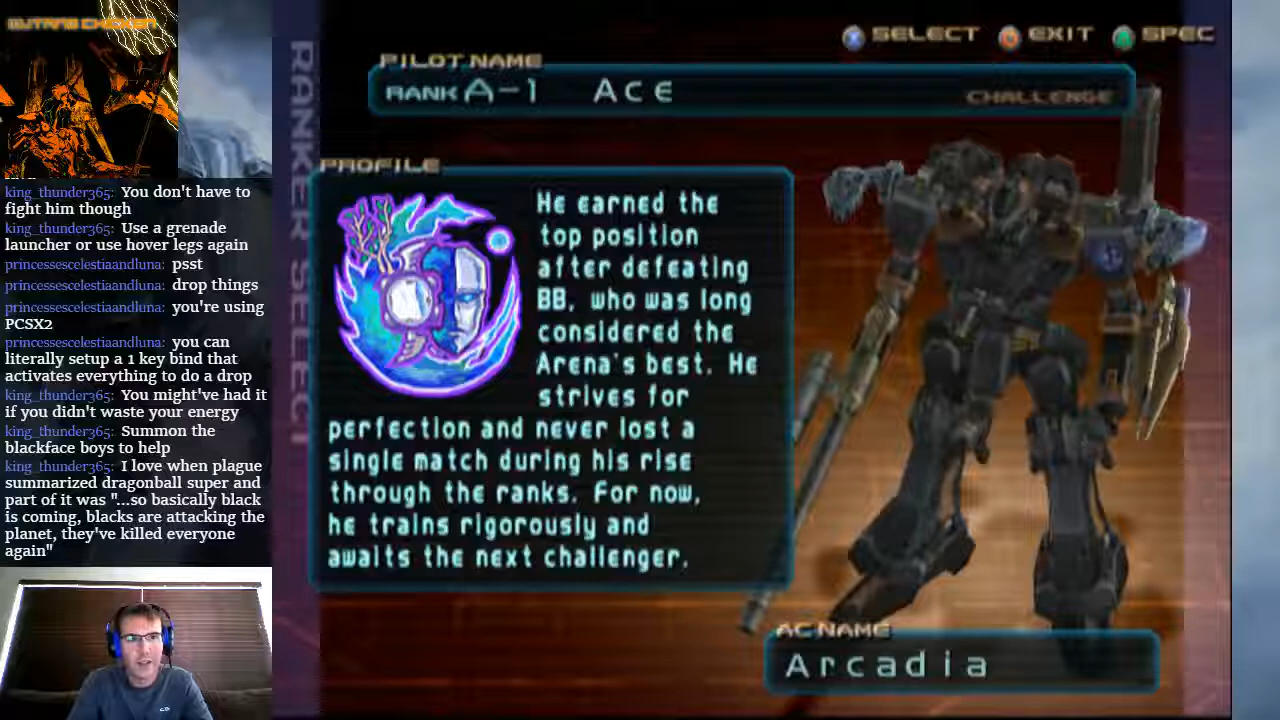 MUTANT CHICKEN
king_thunder365: You don't have to
fight him though
king_thunder365: Use a grenade
launcher or use hover legs again
princessescelestiaandluna: psst
princessescelestiaandluna: drop things
princessescelestiaandluna: you're using
PCSX2
princessescelestiaandluna: you can
literally setup a 1 key bind that
activates everything to do a drop
king_thunder365: You might've had it
if you didn't waste your energy
king_thunder365: Summon the
blackface boys to help
king_thunder365: I love when plague
summarized dragonball super and
part of it was "...so basically black
is coming, blacks are attacking the
planet, they've killed everyone
again"
RANKER SELECT
SELECT EXIT SPEC
PILOT NAME
RANK A-1 Ace
CHALLENGE
PROFILE
He earned the
top position
after defeating
BB, who was long
considered the
Arena's best. He
strives for
perfection and never lost a
single match during his rise
through the ranks. For now,
he trains rigorously and
awaits the next challenger.
AC NAME
Arcadia